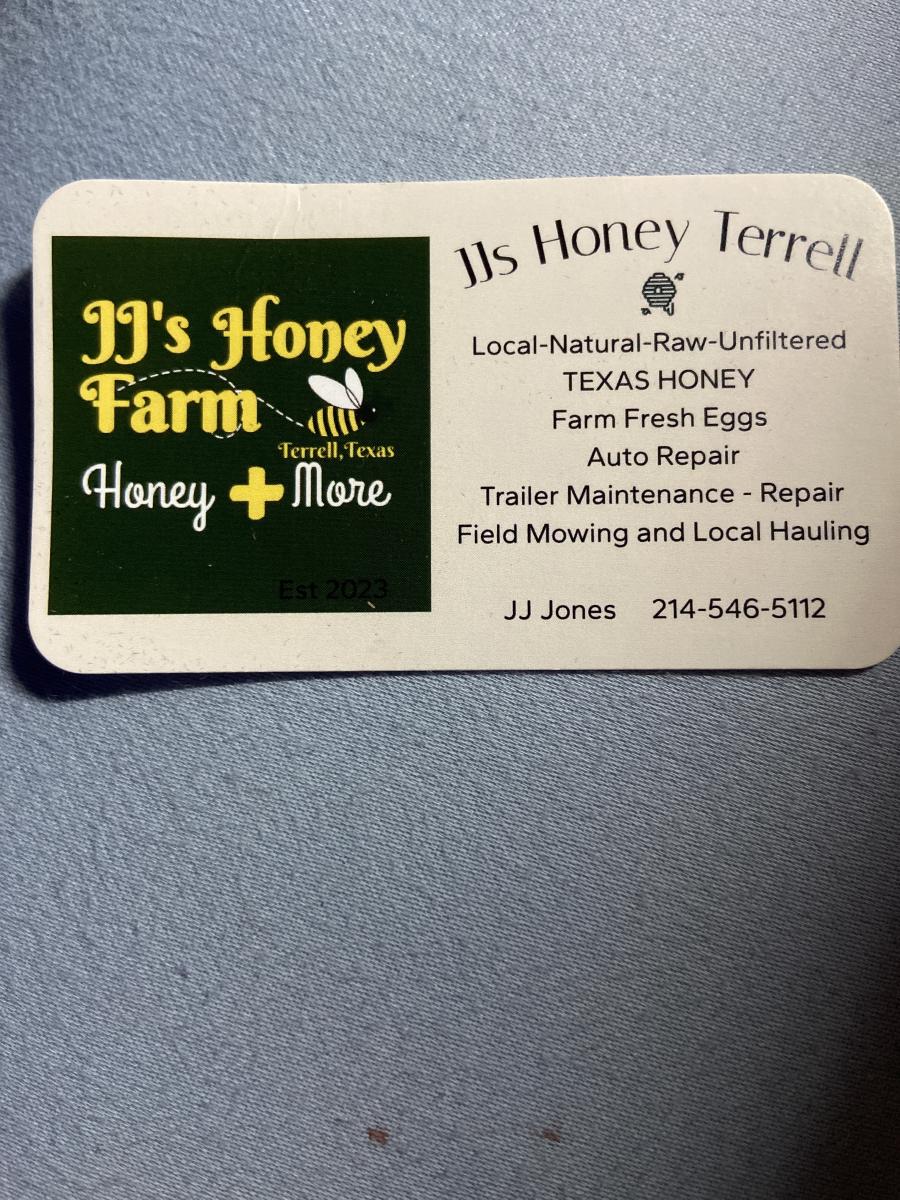 JJ's Honey
Farm
Terrell, Texas
Honey + More
Est 2023
JJs Honey Terrell
Local-Natural-Raw-Unfiltered
TEXAS HONEY
Farm Fresh Eggs
Auto Repair
Trailer Maintenance - Repair
Field Mowing and Local Hauling
JJ Jones 214-546-5112